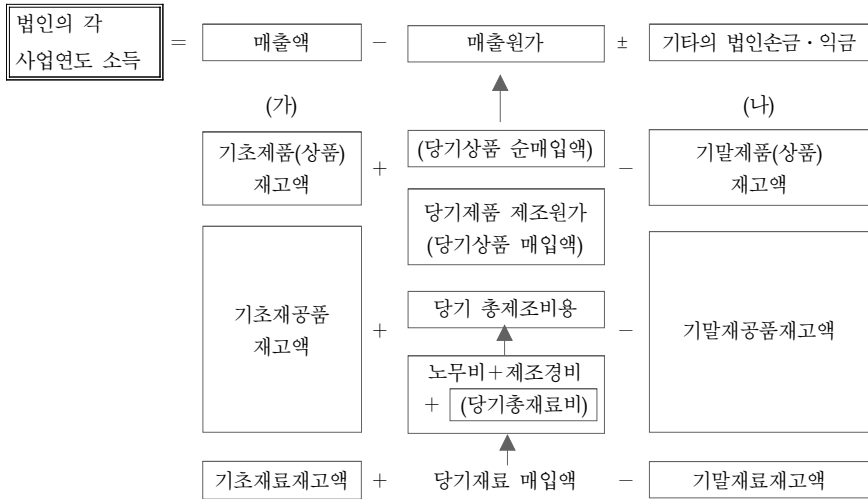 법인의 각
사업연도 소득
= 매출액 − 매출원가 ± 기타의 법인손금·익금
(가) (나)
기초제품(상품)
재고액
+
(당기상품 순매입액)
당기제품 제조원가
(당기상품 매입액)
−
기말제품(상품)
재고액
기초재공품
재고액
+
당기 총제조비용
노무비+제조경비
+ (당기총재료비)
−
기말재공품재고액
기초재료재고액 + 당기재료 매입액 − 기말재료재고액